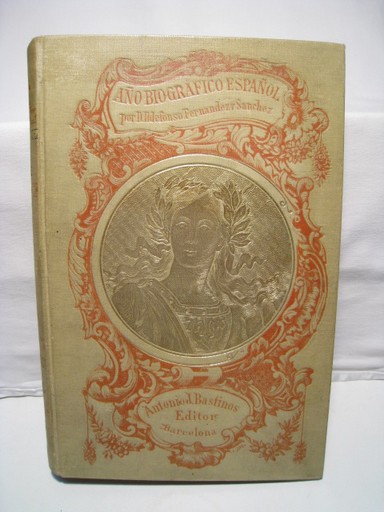 AÑO BIOGRÁFICO ESPAÑOL
por D. Ildefonso Fernandez y Sanchez
Antonio J. Bastinos
Editor
Barcelona